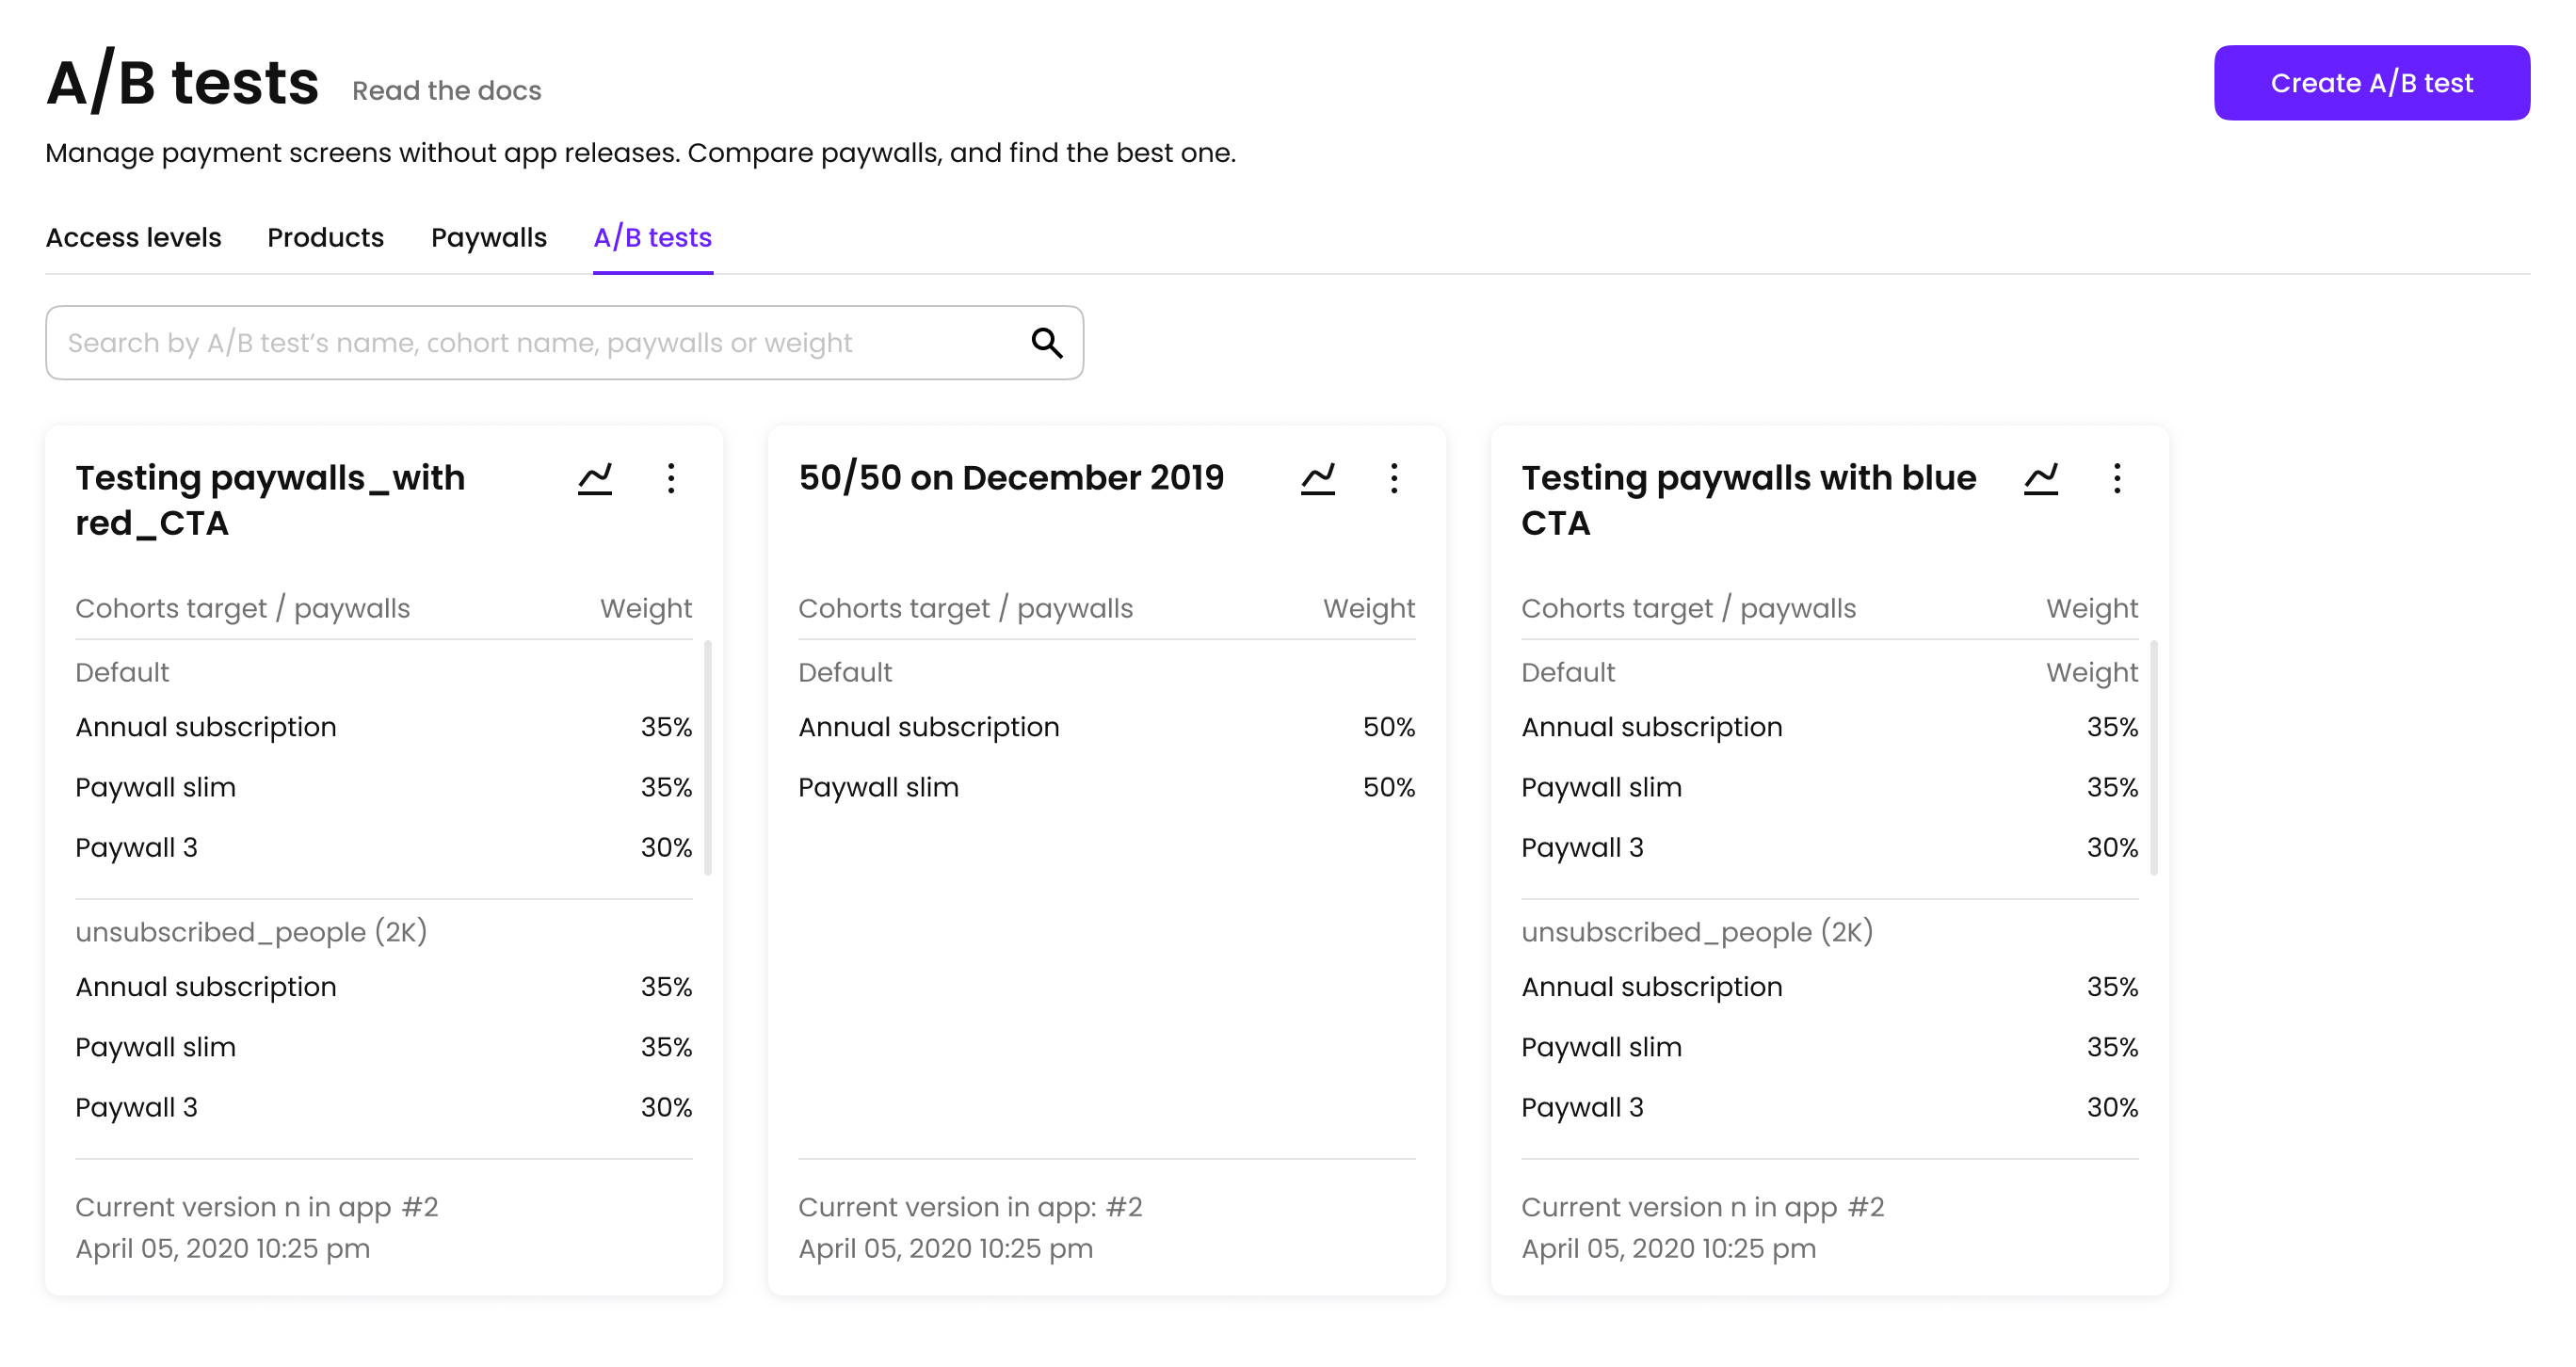 A/B tests Read the docs Create A/B test
Manage payment screens without app releases. Compare paywalls, and find the best one.
Access levels Products Paywalls A/B tests
Search by A/B test’s name, cohort name, paywalls or weight
Testing paywalls_with
red_CTA
Cohorts target / paywalls Weight
Default
Annual subscription 35%
Paywall slim 35%
Paywall 3 30%
unsubscribed_people (2K)
Annual subscription 35%
Paywall slim 35%
Paywall 3 30%
Current version n in app #2
April 05, 2020 10:25 pm
50/50 on December 2019
Cohorts target / paywalls Weight
Default
Annual subscription 50%
Paywall slim 50%
Current version in app: #2
April 05, 2020 10:25 pm
Testing paywalls with blue
CTA
Cohorts target / paywalls Weight
Default Weight
Annual subscription 35%
Paywall slim 35%
Paywall 3 30%
unsubscribed_people (2K)
Annual subscription 35%
Paywall slim 35%
Paywall 3 30%
Current version n in app #2
April 05, 2020 10:25 pm